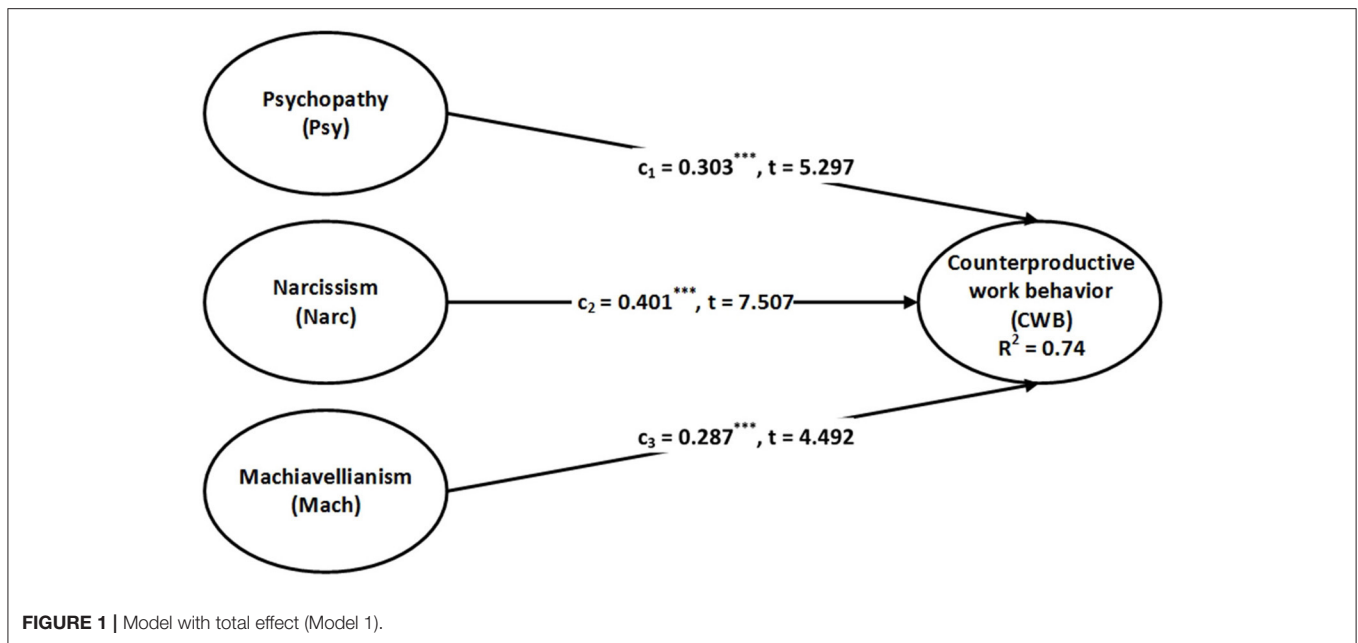 Psychopathy
(Psy)
c₁ = 0.303***, t = 5.297
Narcissism
(Narc)
c₂ = 0.401***, t = 7.507
Counterproductive
work behavior
(CWB)
R² = 0.74
Machiavellianism
(Mach)
c₃ = 0.287***, t = 4.492
FIGURE 1 | Model with total effect (Model 1).